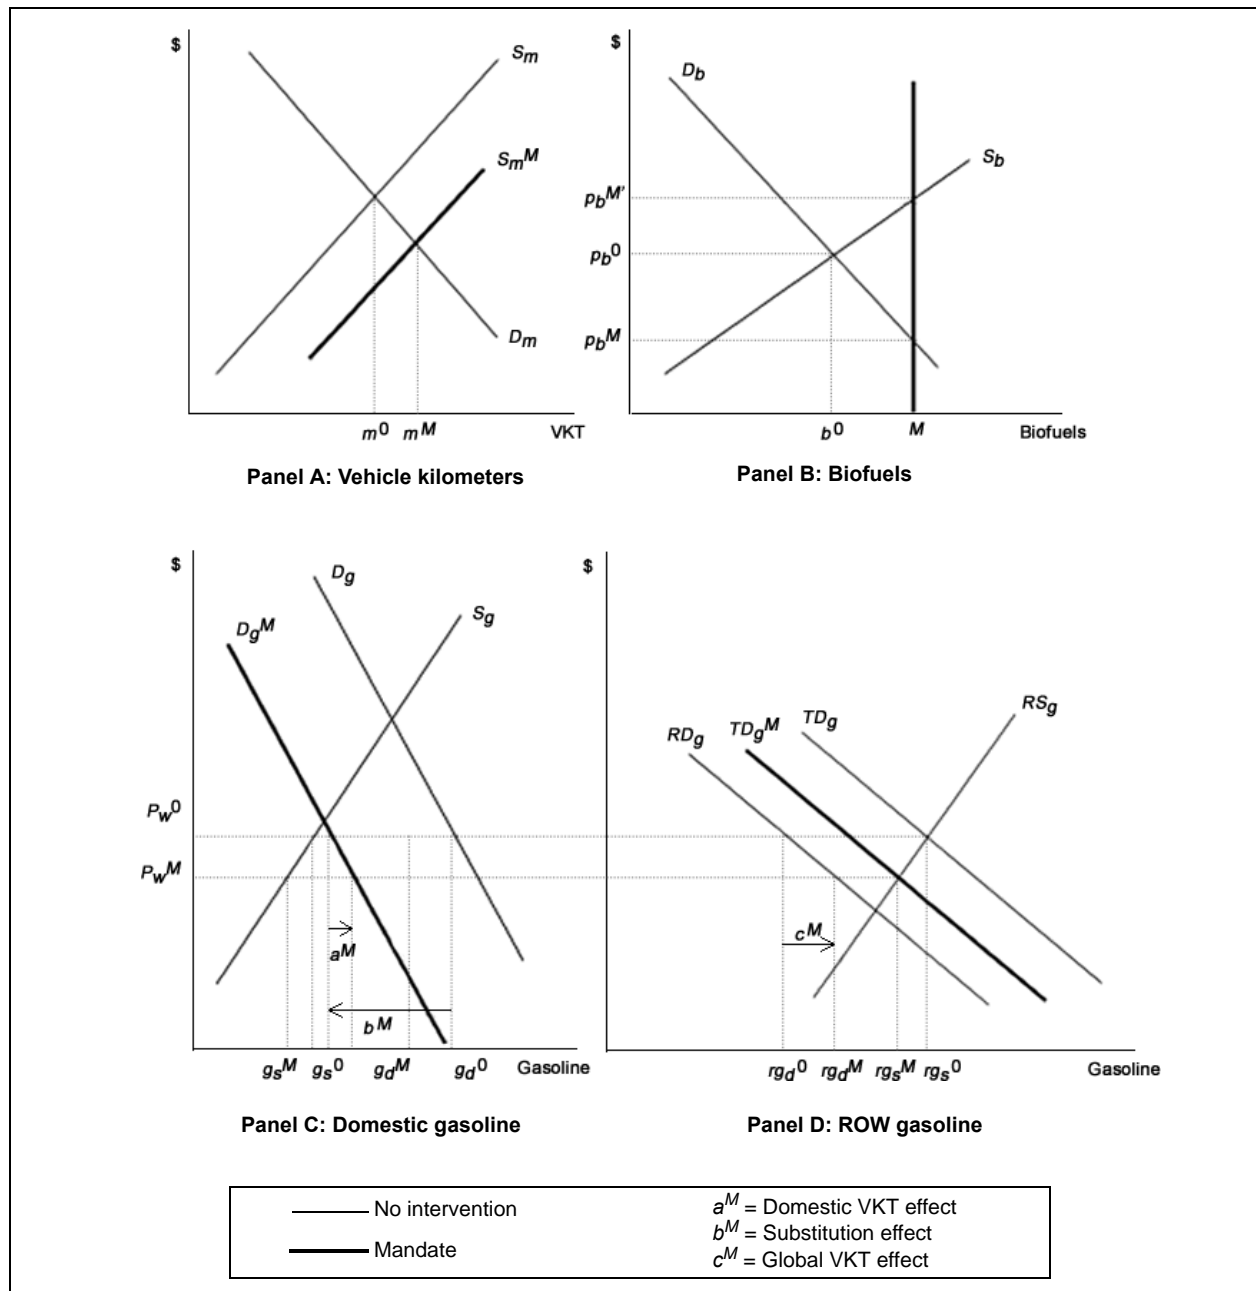 $
S_m
S_m^M
D_m
m^0 m^M VKT
Panel A: Vehicle kilometers
$
D_b
S_b
p_b^M'
p_b^0
p_b^M
b^0 M Biofuels
Panel B: Biofuels
$
D_g
D_g^M
S_g
P_w^0
P_w^M
a^M
b^M
g_s^M g_s^0 g_d^M g_d^0 Gasoline
Panel C: Domestic gasoline
$
RD_g
TD_g^M
TD_g
RS_g
c^M
rg_d^0 rg_d^M rg_s^M rg_s^0 Gasoline
Panel D: ROW gasoline
No intervention
Mandate
a^M = Domestic VKT effect
b^M = Substitution effect
c^M = Global VKT effect